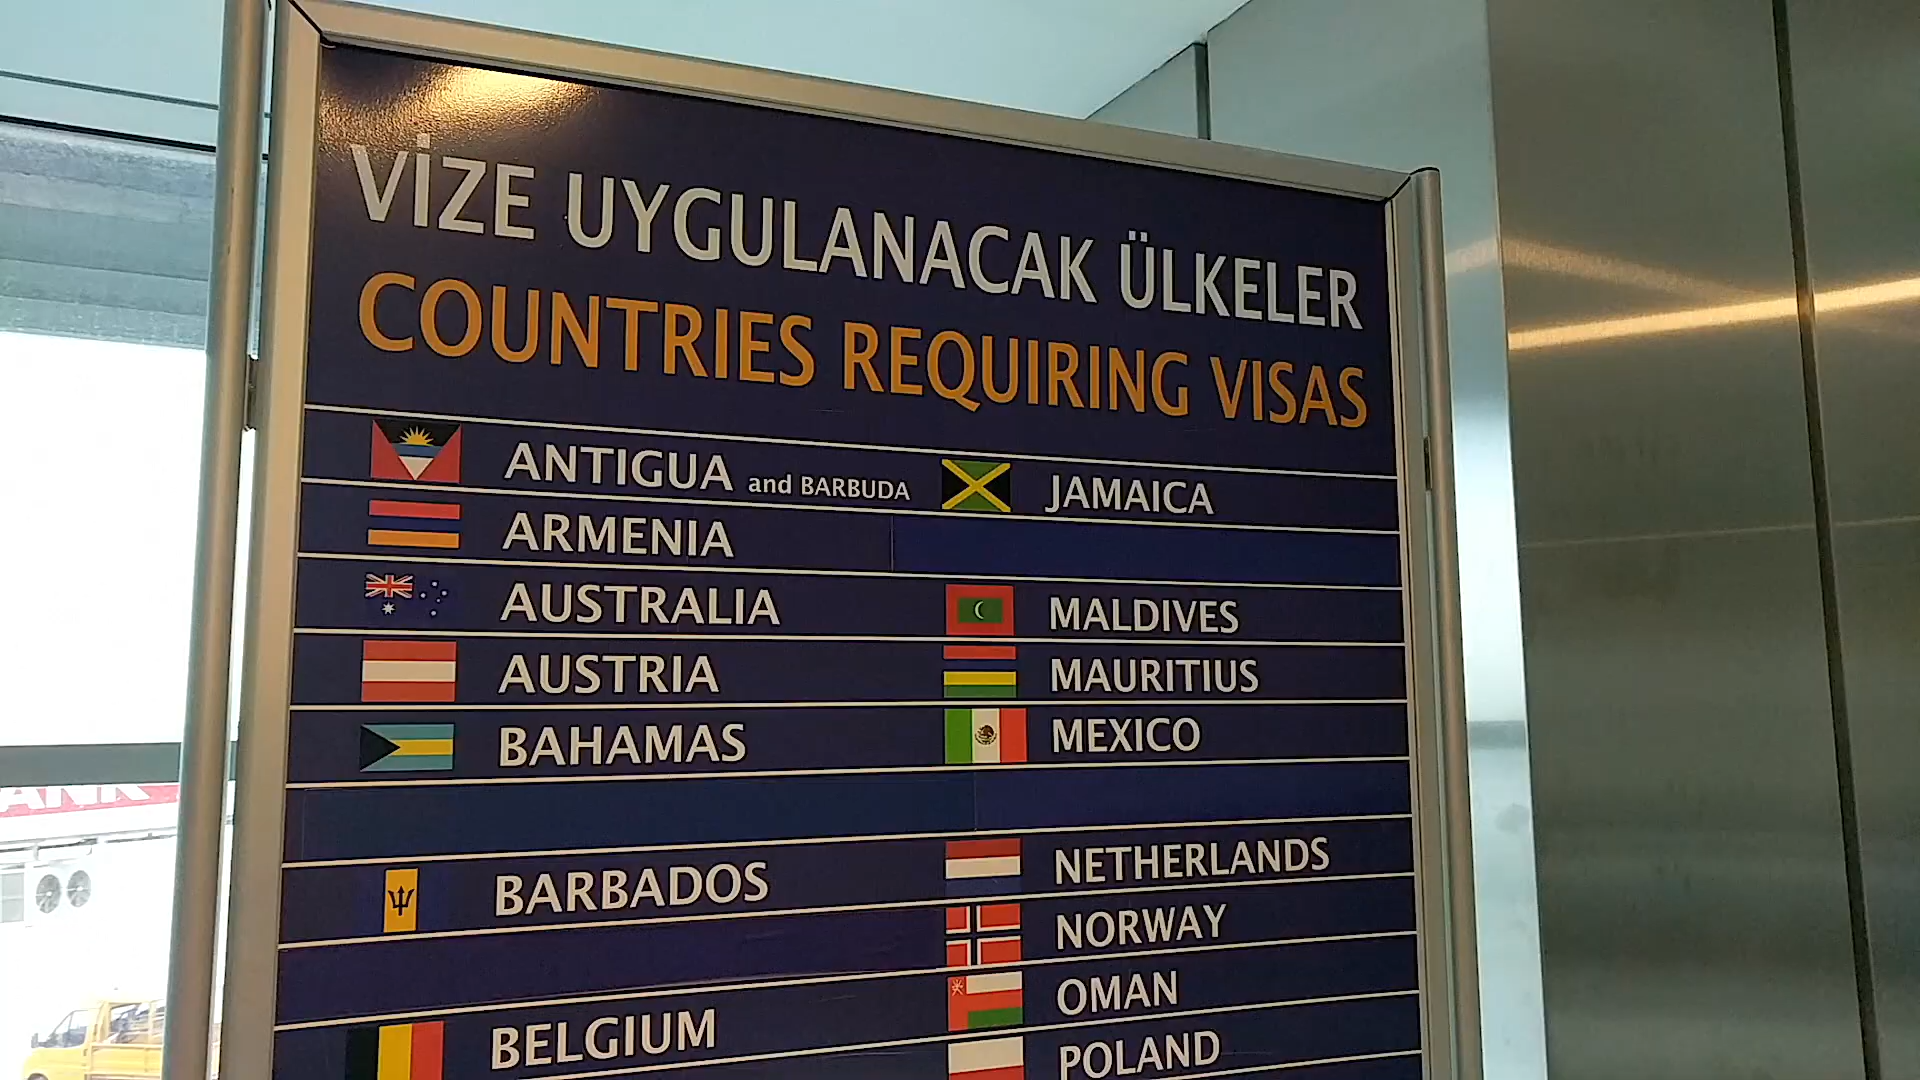 VİZE UYGULANACAK ÜLKELER
COUNTRIES REQUIRING VISAS
ANTIGUA and BARBUDA
JAMAICA
ARMENIA
AUSTRALIA
MALDIVES
AUSTRIA
MAURITIUS
BAHAMAS
MEXICO
BARBADOS
NETHERLANDS
NORWAY
BELGIUM
OMAN
POLAND